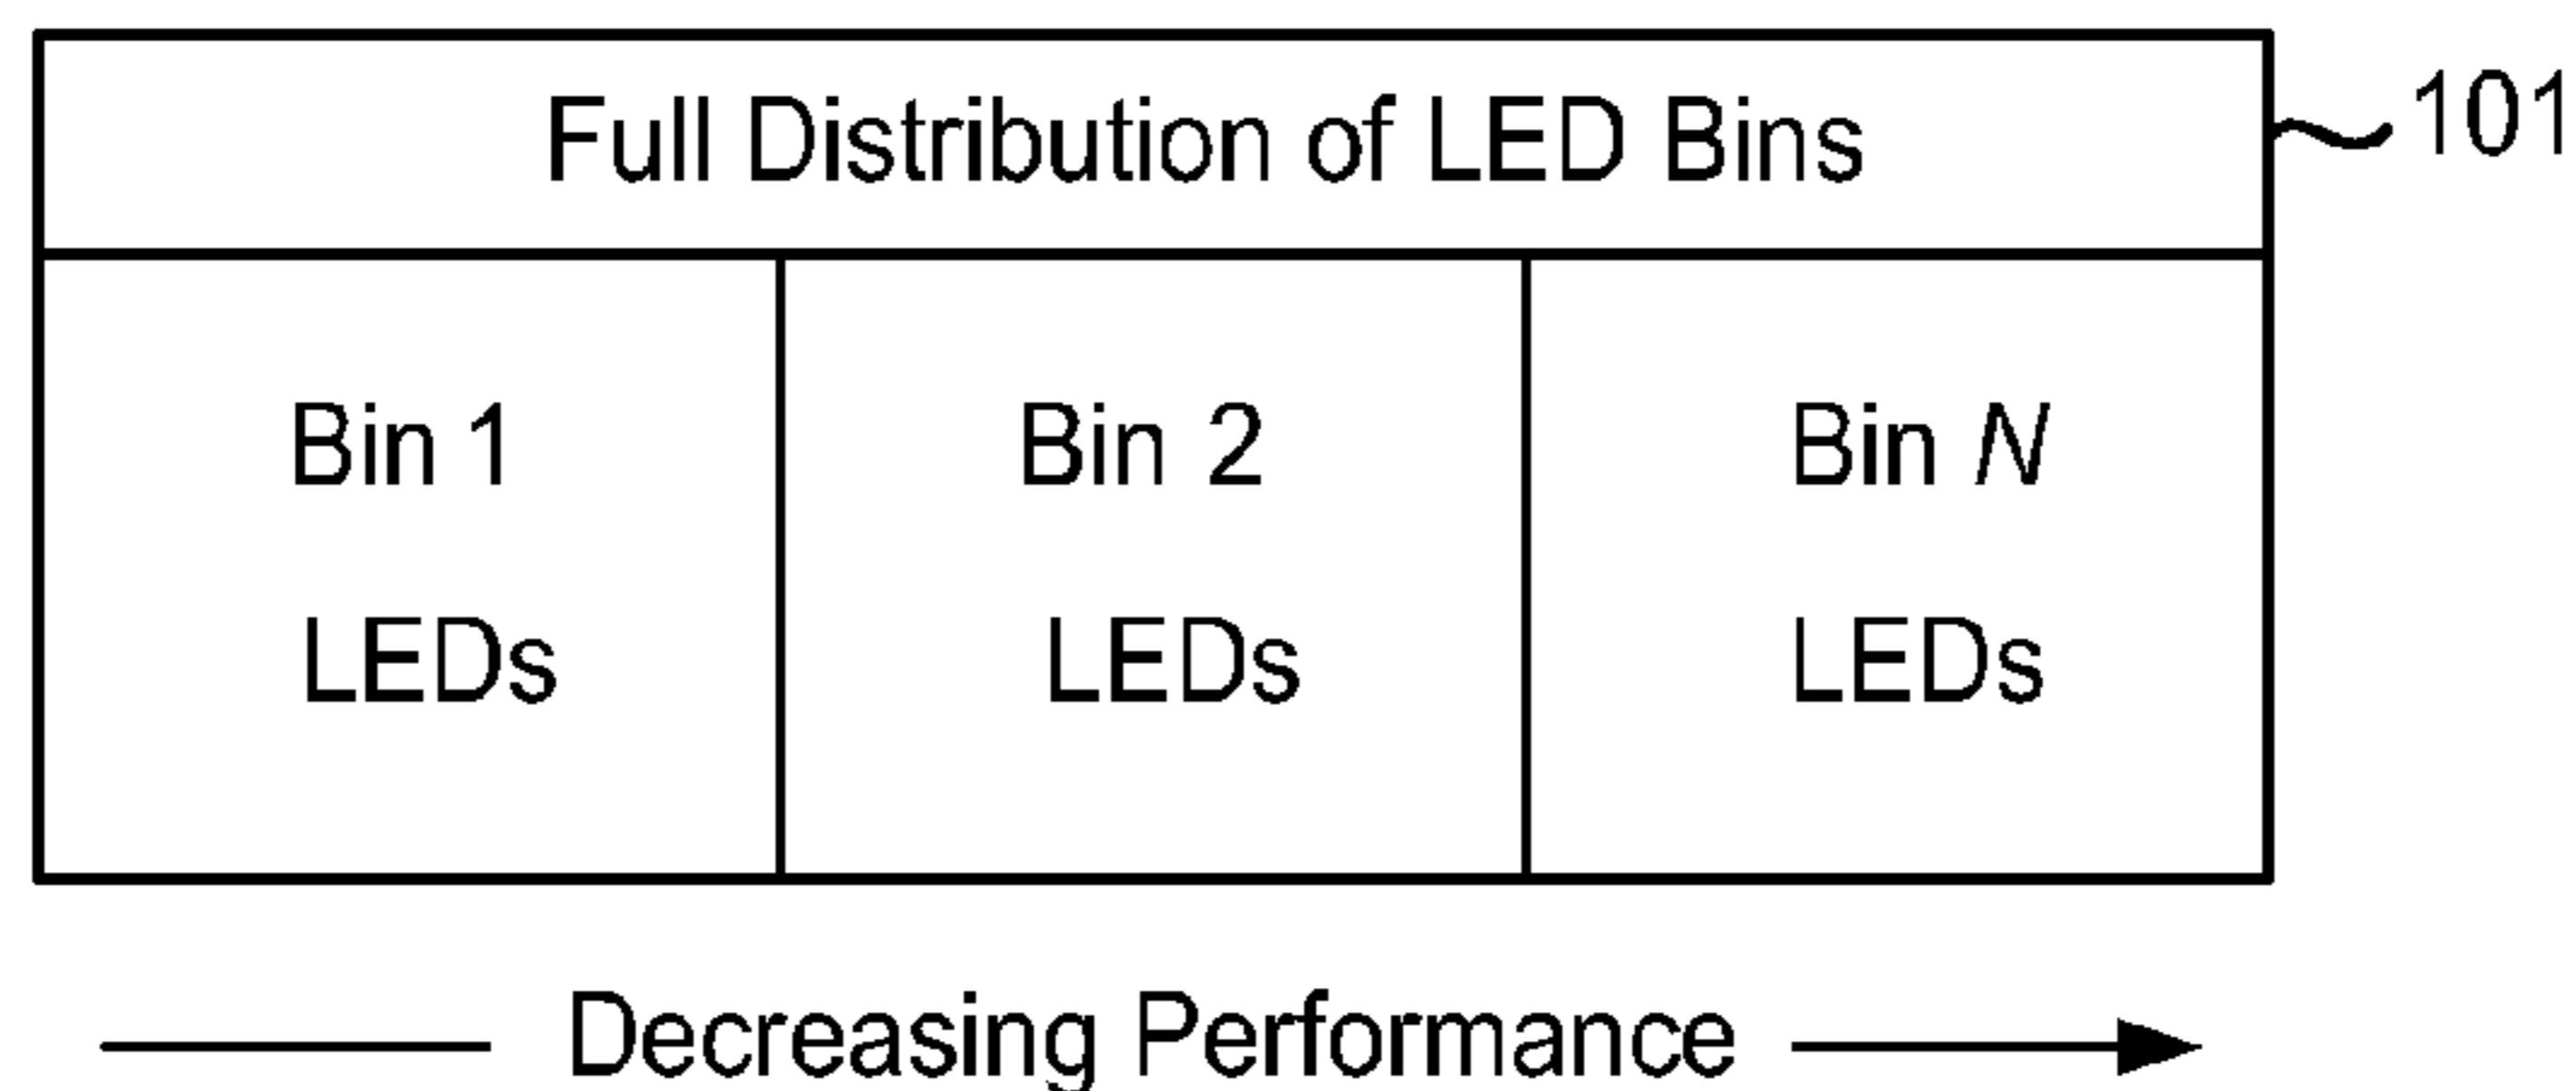 Full Distribution of LED Bins
101
Bin 1
LEDs
Bin 2
LEDs
Bin N
LEDs
Decreasing Performance